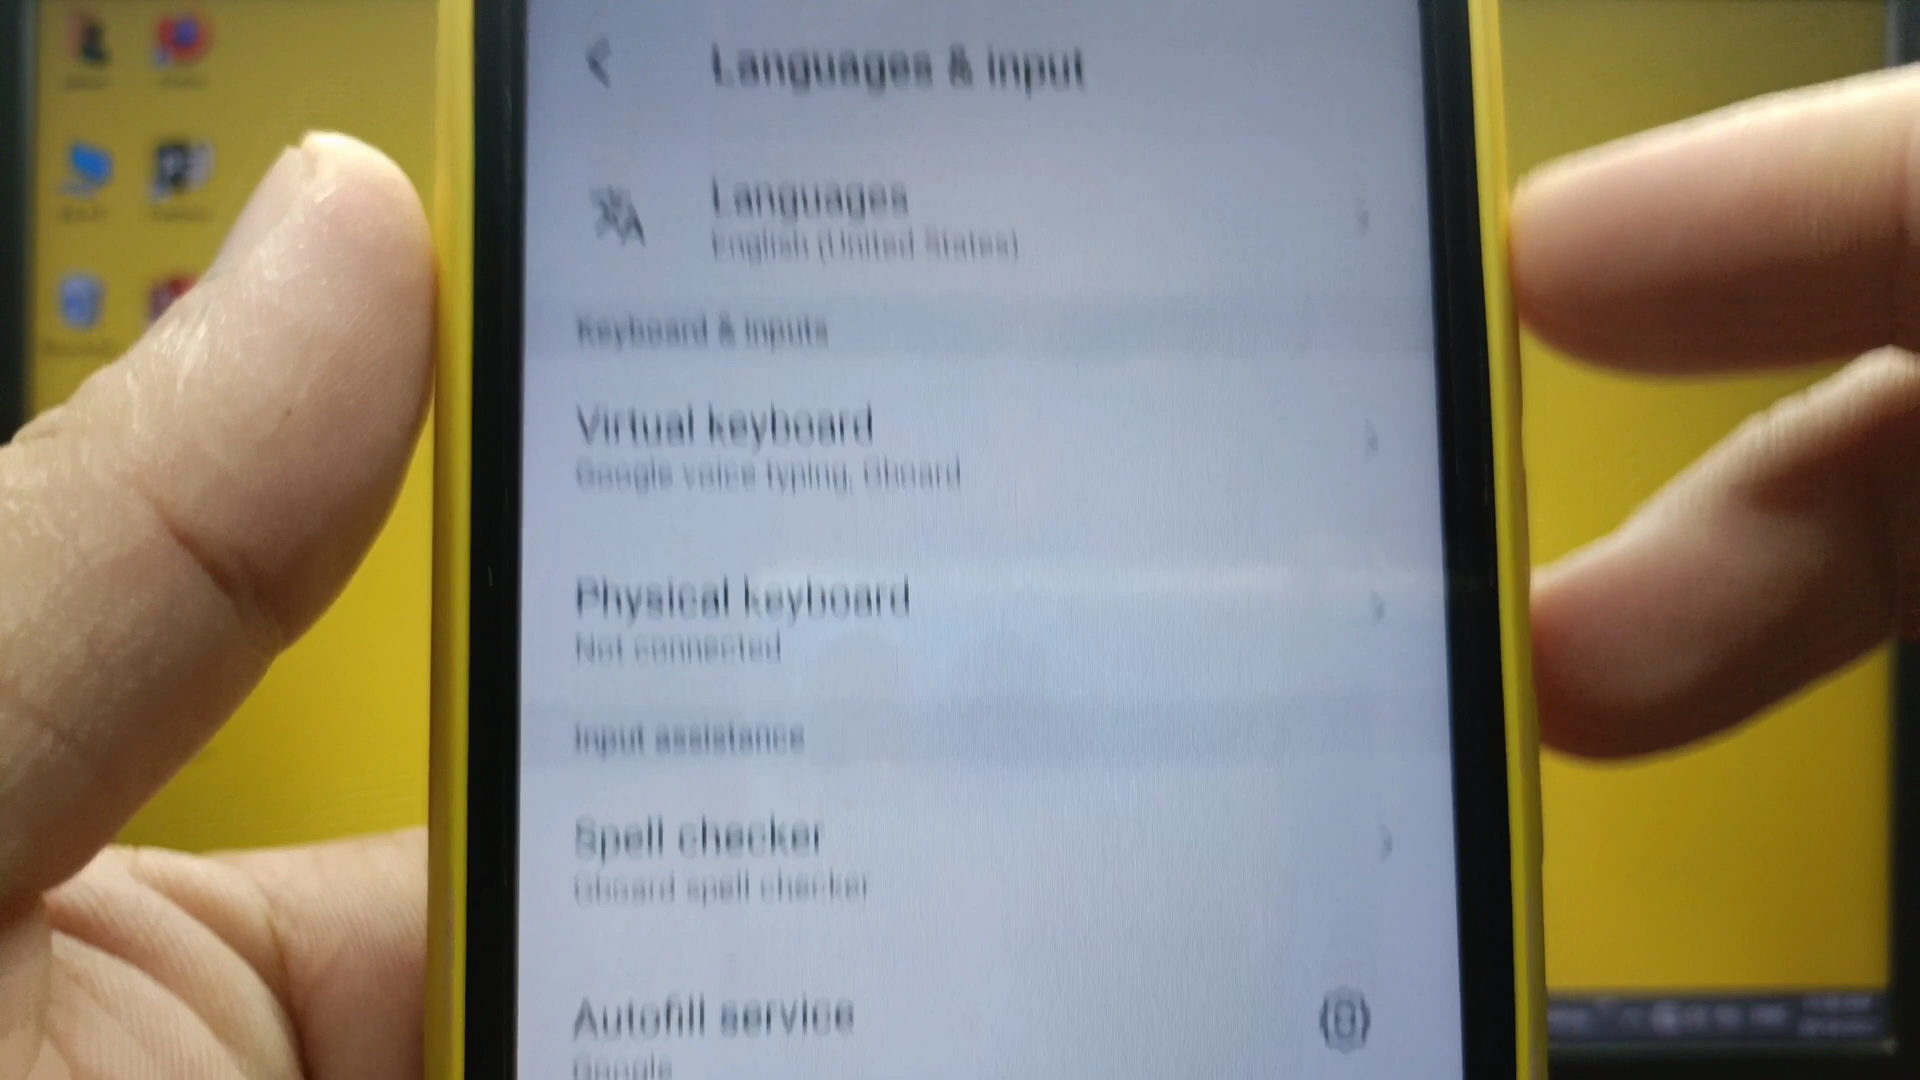 Languages & input
Languages
English (United States)
Keyboard & inputs
Virtual keyboard
Google voice typing, Gboard
Physical keyboard
Not connected
Input assistance
Spell checker
Gboard spell checker
Autofill service
Google